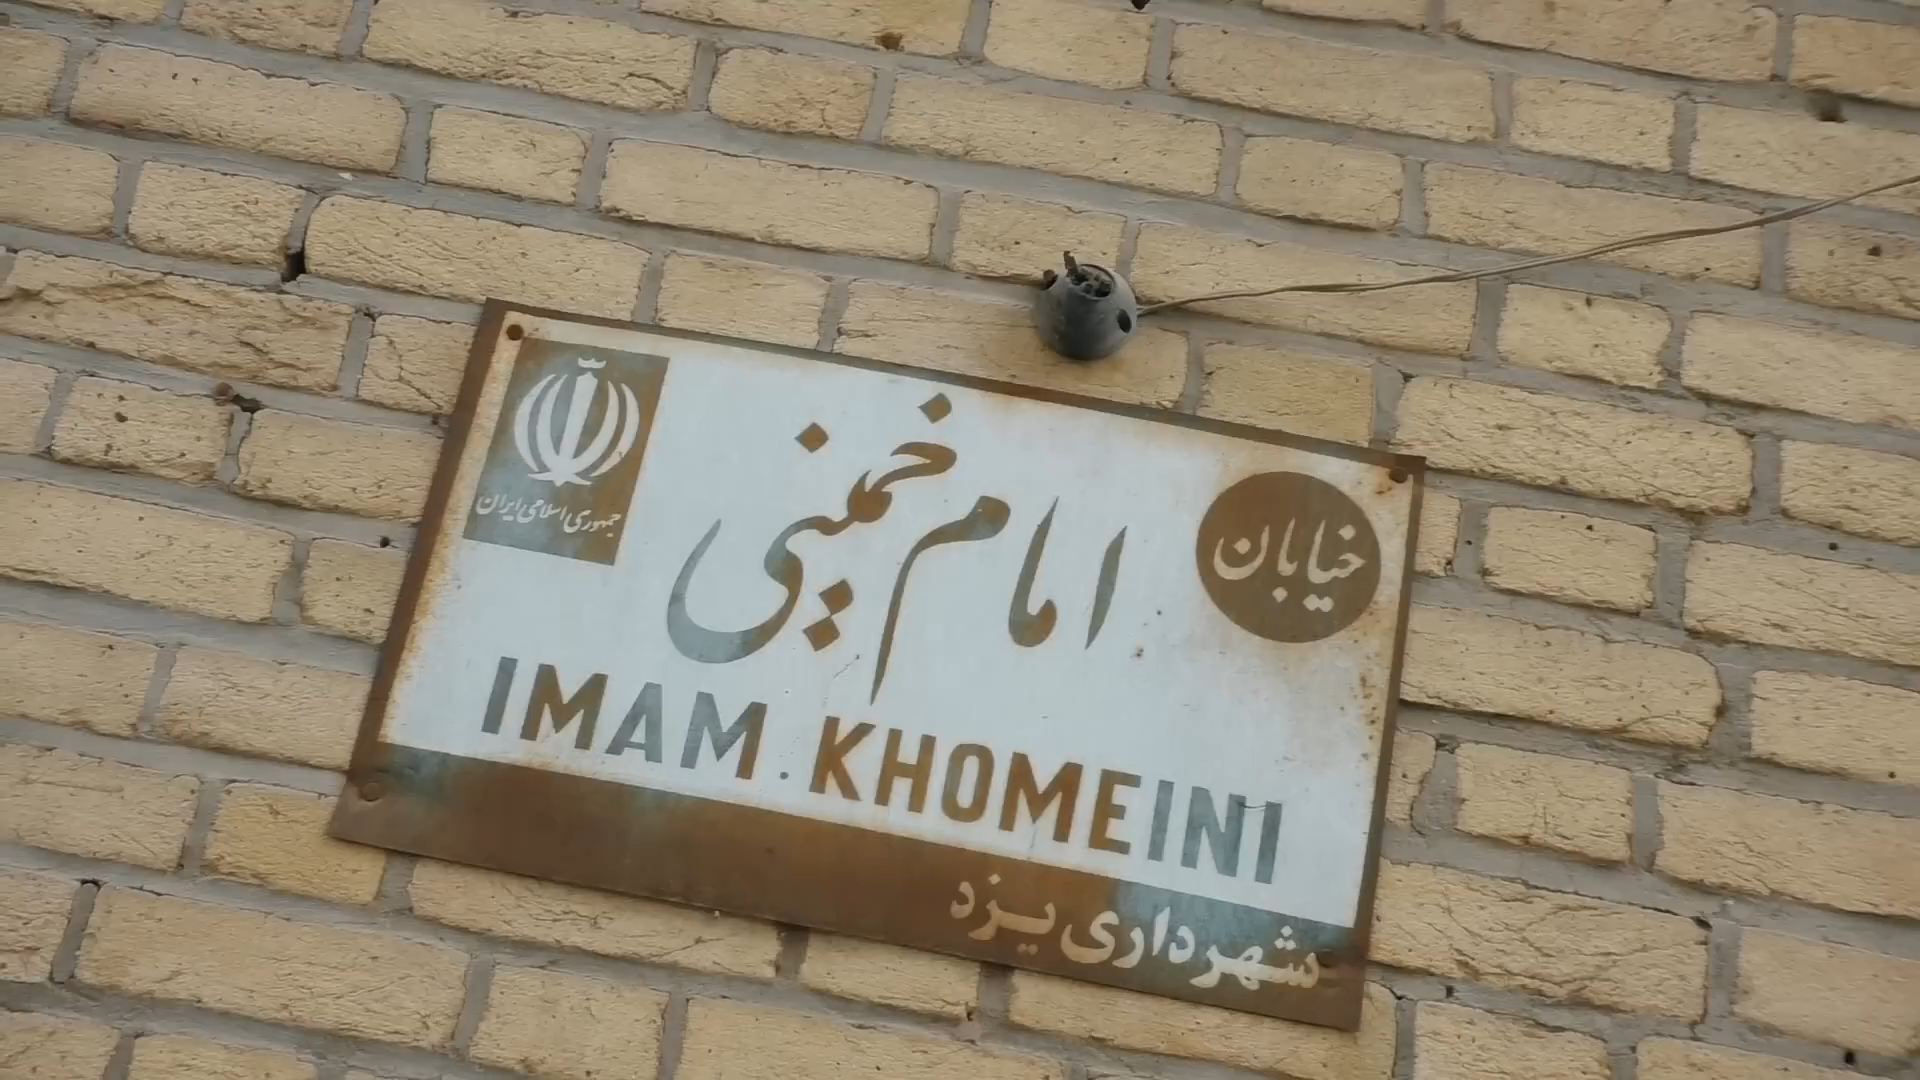 خیابان
امام خمینی
جمهوری اسلامی ایران
IMAM. KHOMEINI
شهرداری یزد